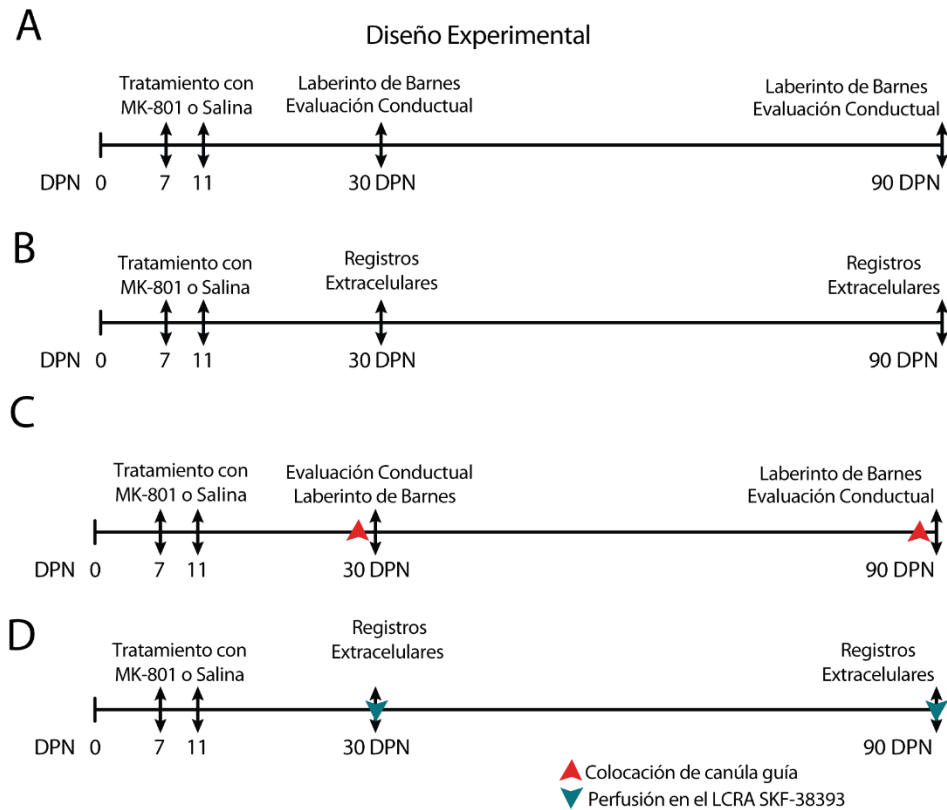 A
Diseño Experimental
Tratamiento con
MK-801 o Salina
Laberinto de Barnes
Evaluación Conductual
Laberinto de Barnes
Evaluación Conductual
DPN 0 7 11 30 DPN 90 DPN
B
Tratamiento con
MK-801 o Salina
Registros
Extracelulares
Registros
Extracelulares
DPN 0 7 11 30 DPN 90 DPN
C
Tratamiento con
MK-801 o Salina
Evaluación Conductual
Laberinto de Barnes
Laberinto de Barnes
Evaluación Conductual
DPN 0 7 11 30 DPN 90 DPN
D
Tratamiento con
MK-801 o Salina
Registros
Extracelulares
Registros
Extracelulares
DPN 0 7 11 30 DPN 90 DPN
Colocación de canúla guía
Perfusión en el LCRA SKF-38393